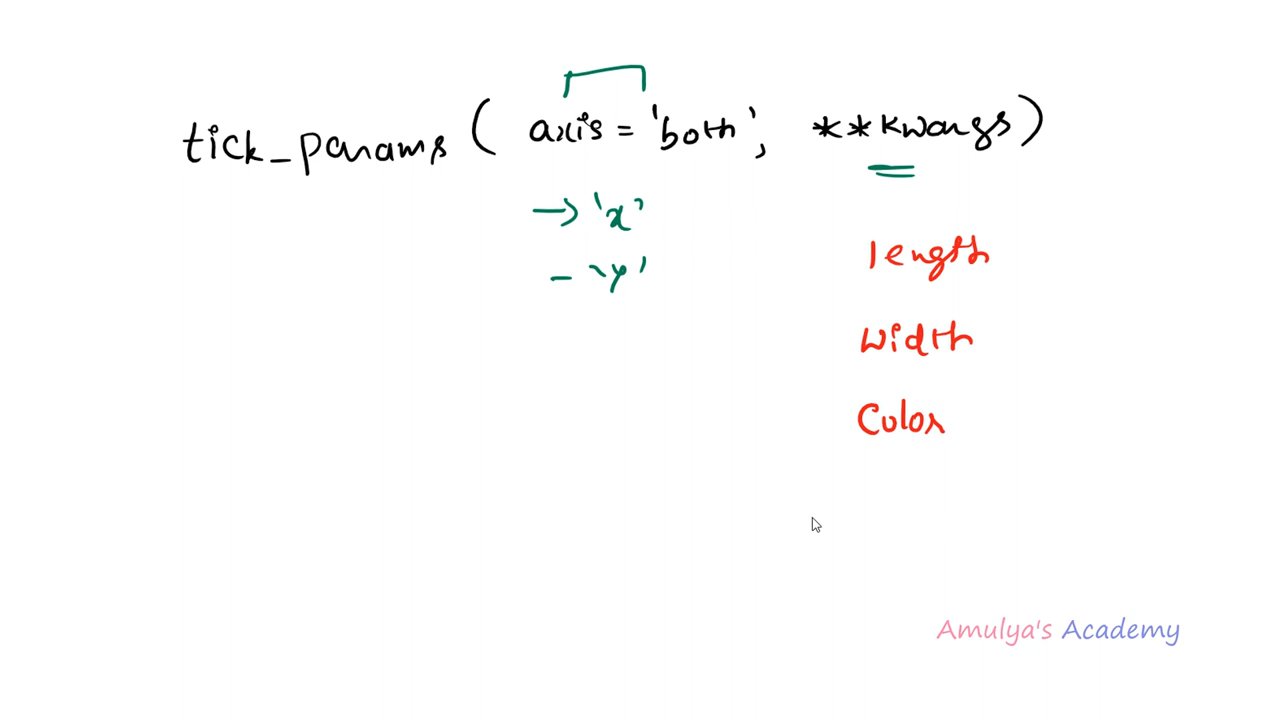 tick_params ( axis = 'both', **kwargs )
→ 'x'
- 'y'
length
width
Color
Amulya's Academy